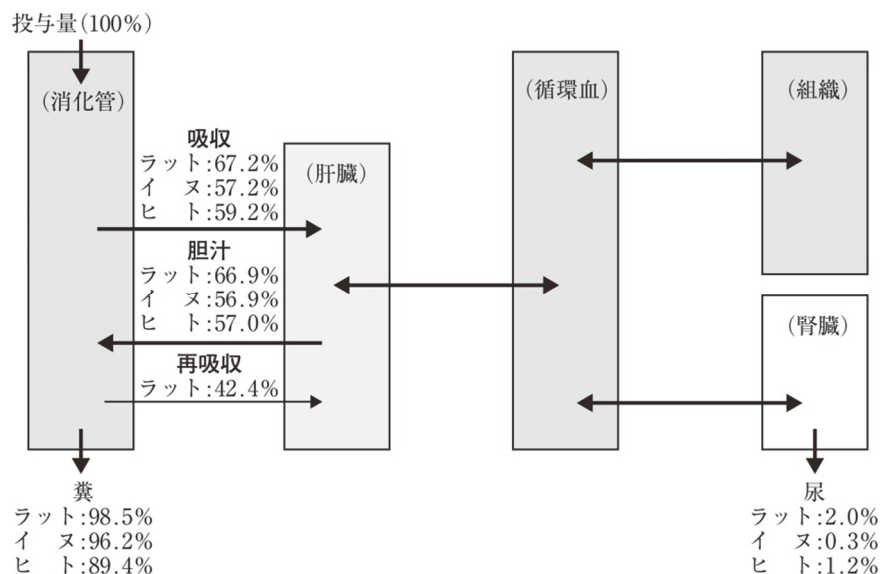 投与量(100%)
(消化管)
吸収
ラット:67.2%
イ　ヌ:57.2%
ヒ　ト:59.2%
胆汁
ラット:66.9%
イ　ヌ:56.9%
ヒ　ト:57.0%
再吸収
ラット:42.4%
(肝臓)
(循環血)
(組織)
(腎臓)
糞
ラット:98.5%
イ　ヌ:96.2%
ヒ　ト:89.4%
尿
ラット:2.0%
イ　ヌ:0.3%
ヒ　ト:1.2%